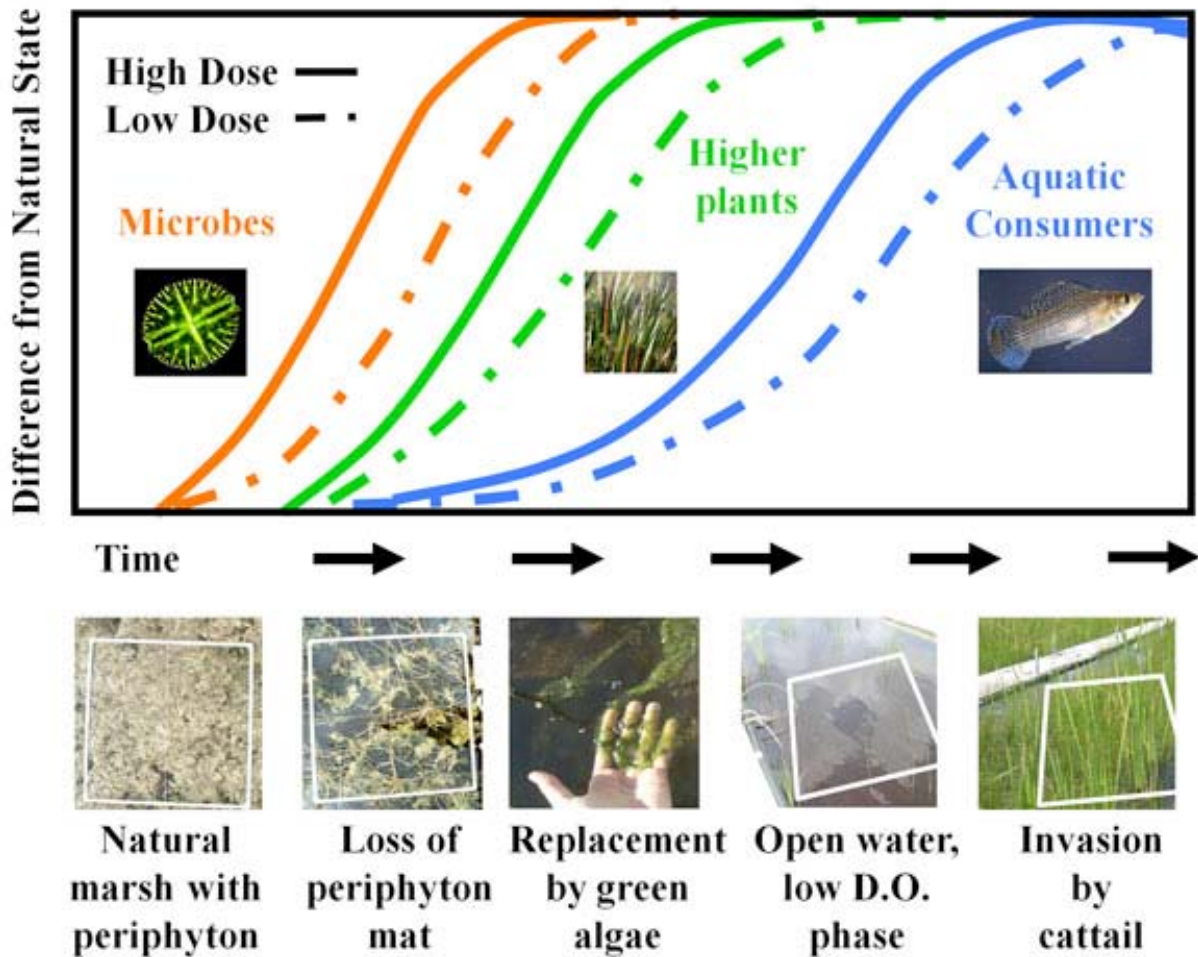 Difference from Natural State
High Dose
Low Dose
Microbes
Higher
plants
Aquatic
Consumers
Time
Natural
marsh with
periphyton
Loss of
periphyton
mat
Replacement
by green
algae
Open water,
low D.O.
phase
Invasion
by
cattail